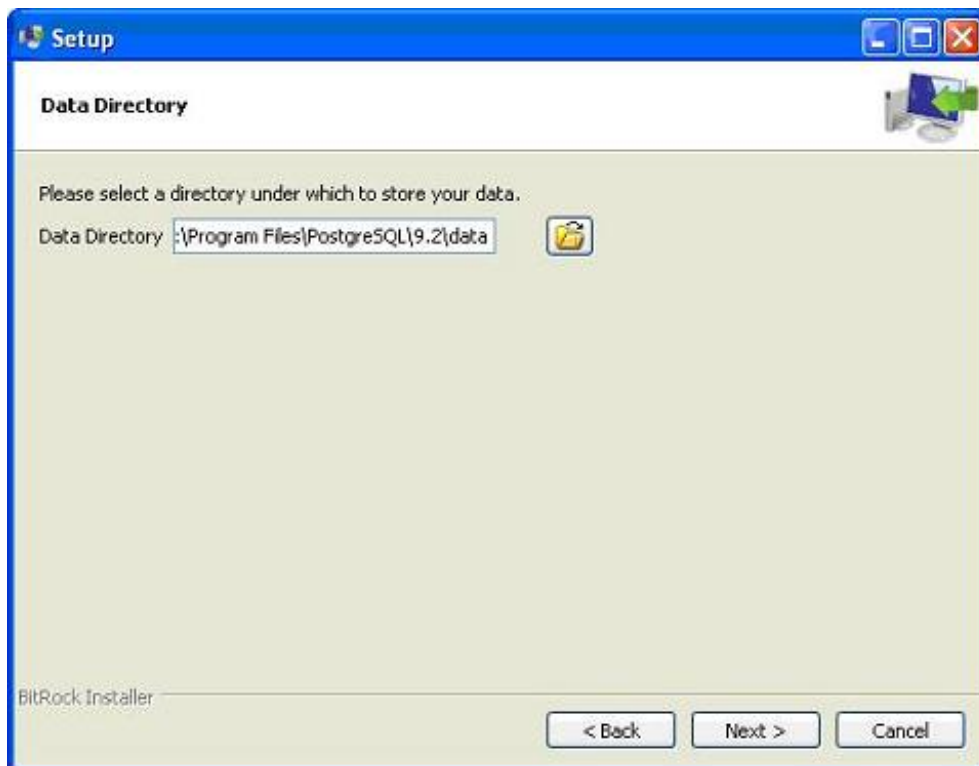 Setup
Data Directory
Please select a directory under which to store your data.
Data Directory :\Program Files\PostgreSQL\9.2\data
BitRock Installer
< Back Next > Cancel